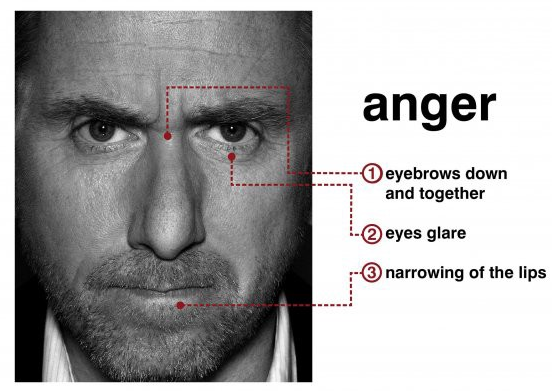 anger
1 eyebrows down
and together
2 eyes glare
3 narrowing of the lips